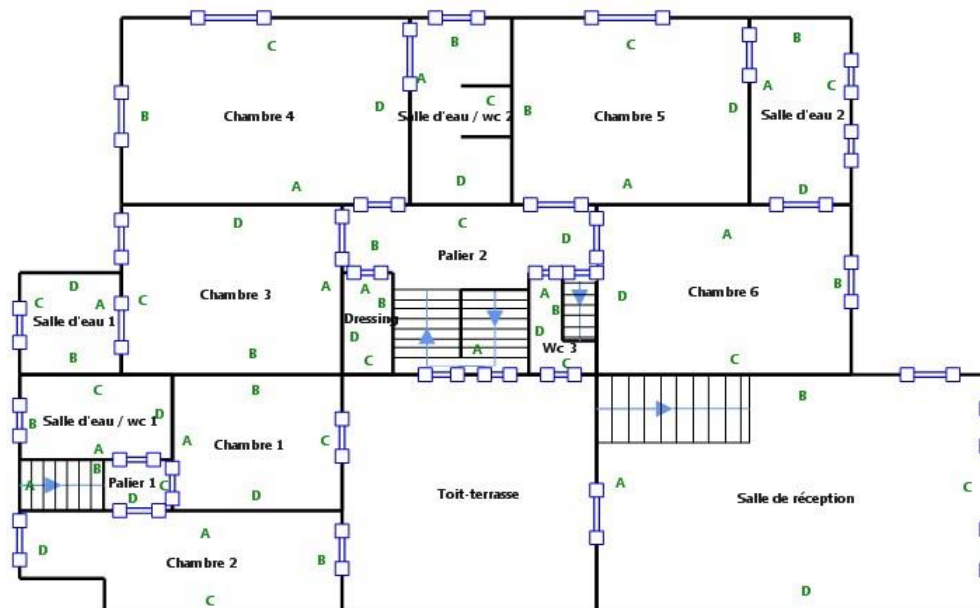 C
B
C
B
A
C
Chambre 4
B
D
Salle d'eau / wc 2
B
Chambre 5
D
A
Salle d'eau 2
A
D
A
D
D
C
A
B
D
Palier 2
D
C
A
Chambre 3
A
B
A
B
D
Chambre 6
B
C
A
Salle d'eau 1
Dressing
D
B
D
C
A
Wc 3
C
B
C
C
D
B
B
Salle d'eau / wc 1
B
A
A
Chambre 1
C
A
B
Palier 1
C
D
D
Toit-terrasse
A
Salle de réception
C
A
D
Chambre 2
B
C
D